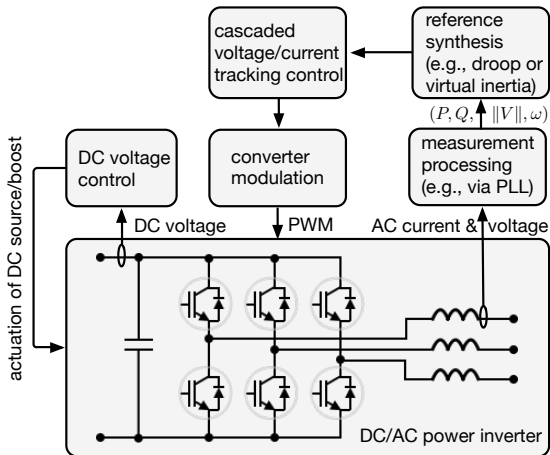 cascaded
voltage/current
tracking control
reference
synthesis
(e.g., droop or
virtual inertia)
(P, Q, ‖V‖, ω)
DC voltage
control
converter
modulation
measurement
processing
(e.g., via PLL)
actuation of DC source/boost
DC voltage
PWM
AC current & voltage
DC/AC power inverter